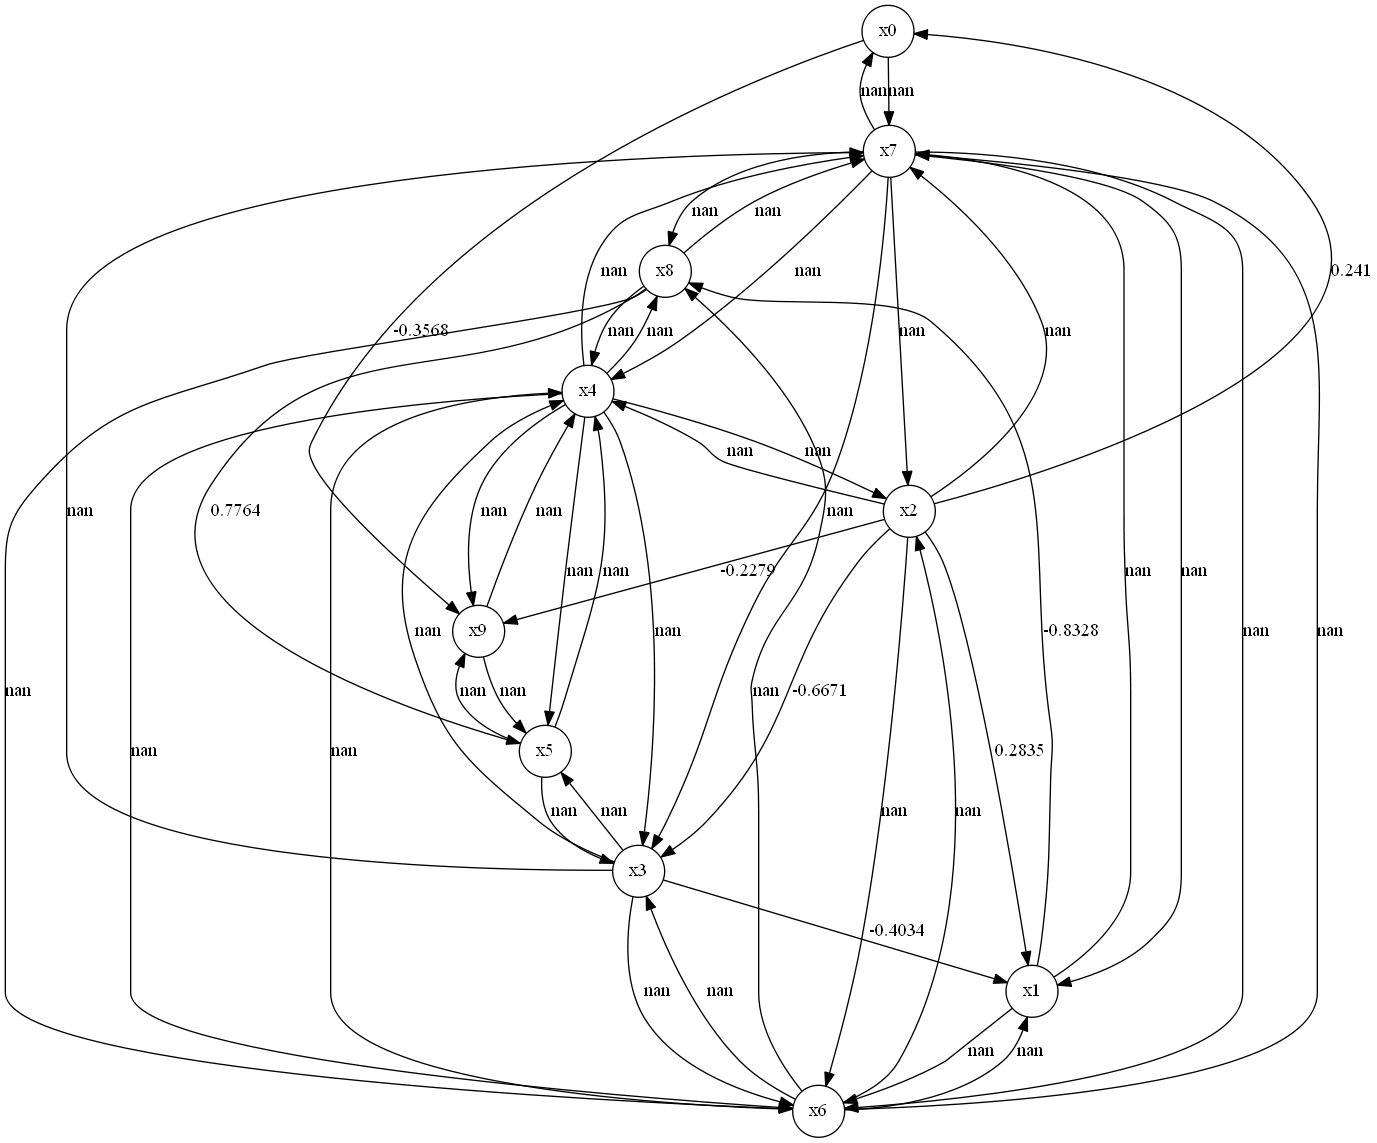 x0
nan nan
x7
nan nan
x8 nan 0.241
-0.3568 nan nan nan nan
x4
nan nan
nan 0.7764 nan nan nan x2
-0.2279 nan nan nan nan nan
x9 nan nan -0.8328 nan nan
nan nan nan nan -0.6671
nan nan x5 0.2835
nan nan nan nan
x3
-0.4034
nan nan x1
nan nan
x6